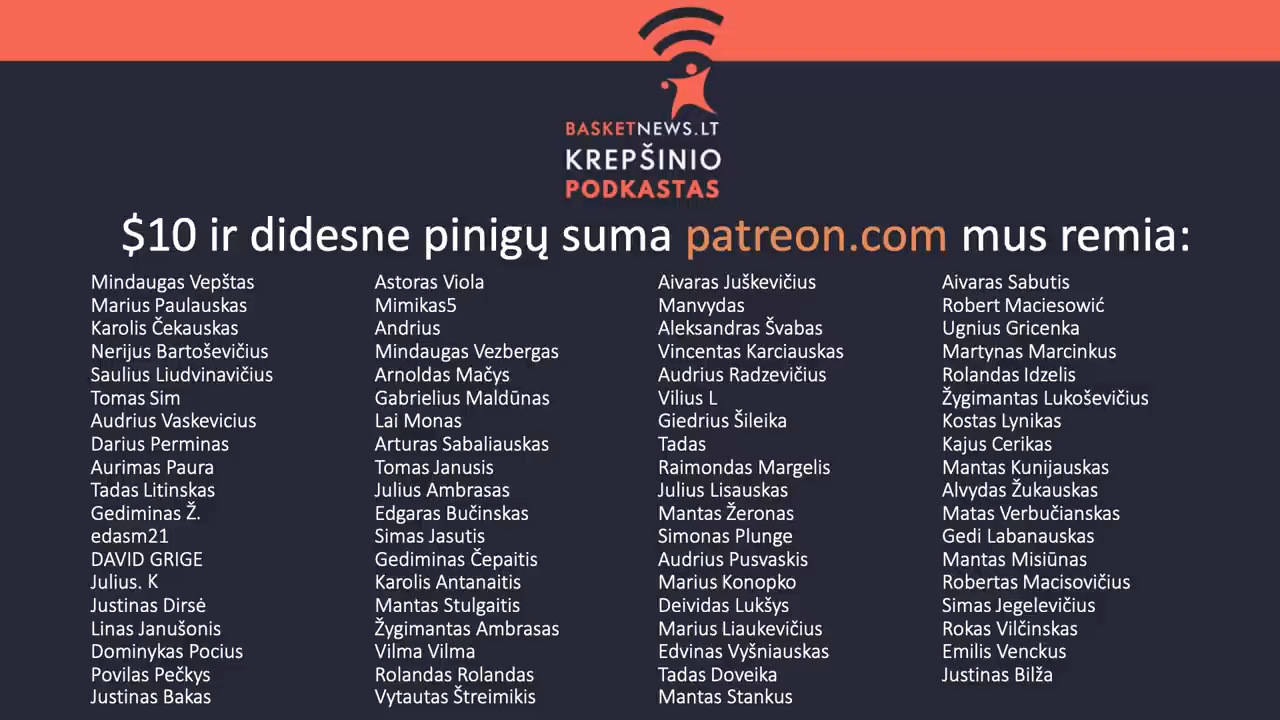 BASKETNEWS.LT
KREPŠINIO
PODKASTAS
$10 ir didesne pinigų suma patreon.com mus remia:
Mindaugas Vepštas
Marius Paulauskas
Karolis Čekauskas
Nerijus Bartoševičius
Saulius Liudvinavičius
Tomas Sim
Audrius Vaskevicius
Darius Perminas
Aurimas Paura
Tadas Litinskas
Gediminas Ž.
edasm21
DAVID GRIGE
Julius. K
Justinas Dirsė
Linas Janušonis
Dominykas Pocius
Povilas Pečkys
Justinas Bakas
Astoras Viola
Mimikas5
Andrius
Mindaugas Vezbergas
Arnoldas Mačys
Gabrielius Maldūnas
Lai Monas
Arturas Sabaliauskas
Tomas Janusis
Julius Ambrasas
Edgaras Bučinskas
Simas Jasutis
Gediminas Čepaitis
Karolis Antanaitis
Mantas Stulgaitis
Žygimantas Ambrasas
Vilma Vilma
Rolandas Rolandas
Vytautas Štreimikis
Aivaras Juškevičius
Manvydas
Aleksandras Švabas
Vincentas Karciauskas
Audrius Radzevičius
Vilius L
Giedrius Šileika
Tadas
Raimondas Margelis
Julius Lisauskas
Mantas Žeronas
Simonas Plunge
Audrius Pusvaskis
Marius Konopko
Deividas Lukšys
Marius Liaukevičius
Edvinas Vyšniauskas
Tadas Doveika
Mantas Stankus
Aivaras Sabutis
Robert Maciesowić
Ugnius Gricenka
Martynas Marcinkus
Rolandas Idzelis
Žygimantas Lukoševičius
Kostas Lynikas
Kajus Cerikas
Mantas Kunijauskas
Alvydas Žukauskas
Matas Verbučianskas
Gedi Labanauskas
Mantas Misiūnas
Robertas Macisovičius
Simas Jegelevičius
Rokas Vilčinskas
Emilis Venckus
Justinas Bilža